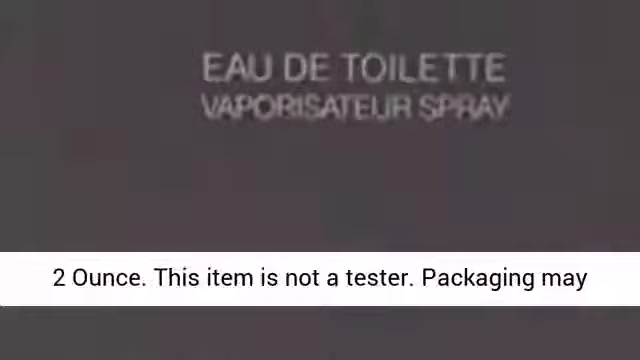 EAU DE TOILETTE
VAPORISATEUR SPRAY
2 Ounce. This item is not a tester. Packaging may